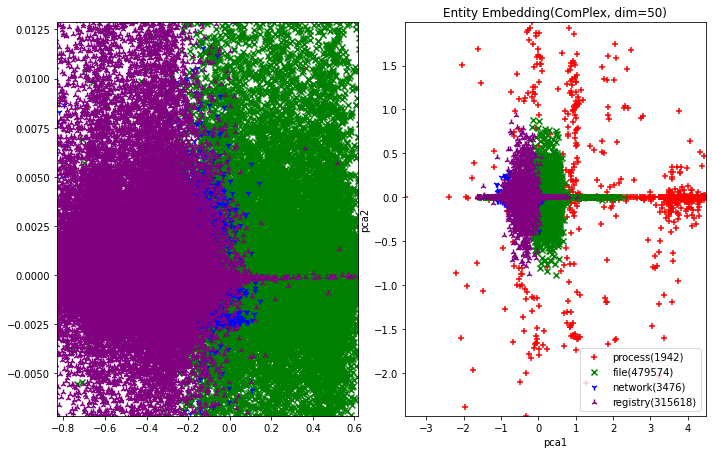 0.0125
0.0100
0.0075
0.0050
0.0025
0.0000
−0.0025
−0.0050
−0.8 −0.6 −0.4 −0.2 0.0 0.2 0.4 0.6
Entity Embedding(ComPlex, dim=50)
pca2
1.5
1.0
0.5
0.0
−0.5
−1.0
−1.5
−2.0
process(1942)
file(479574)
network(3476)
registry(315618)
−3 −2 −1 0 1 2 3 4
pca1